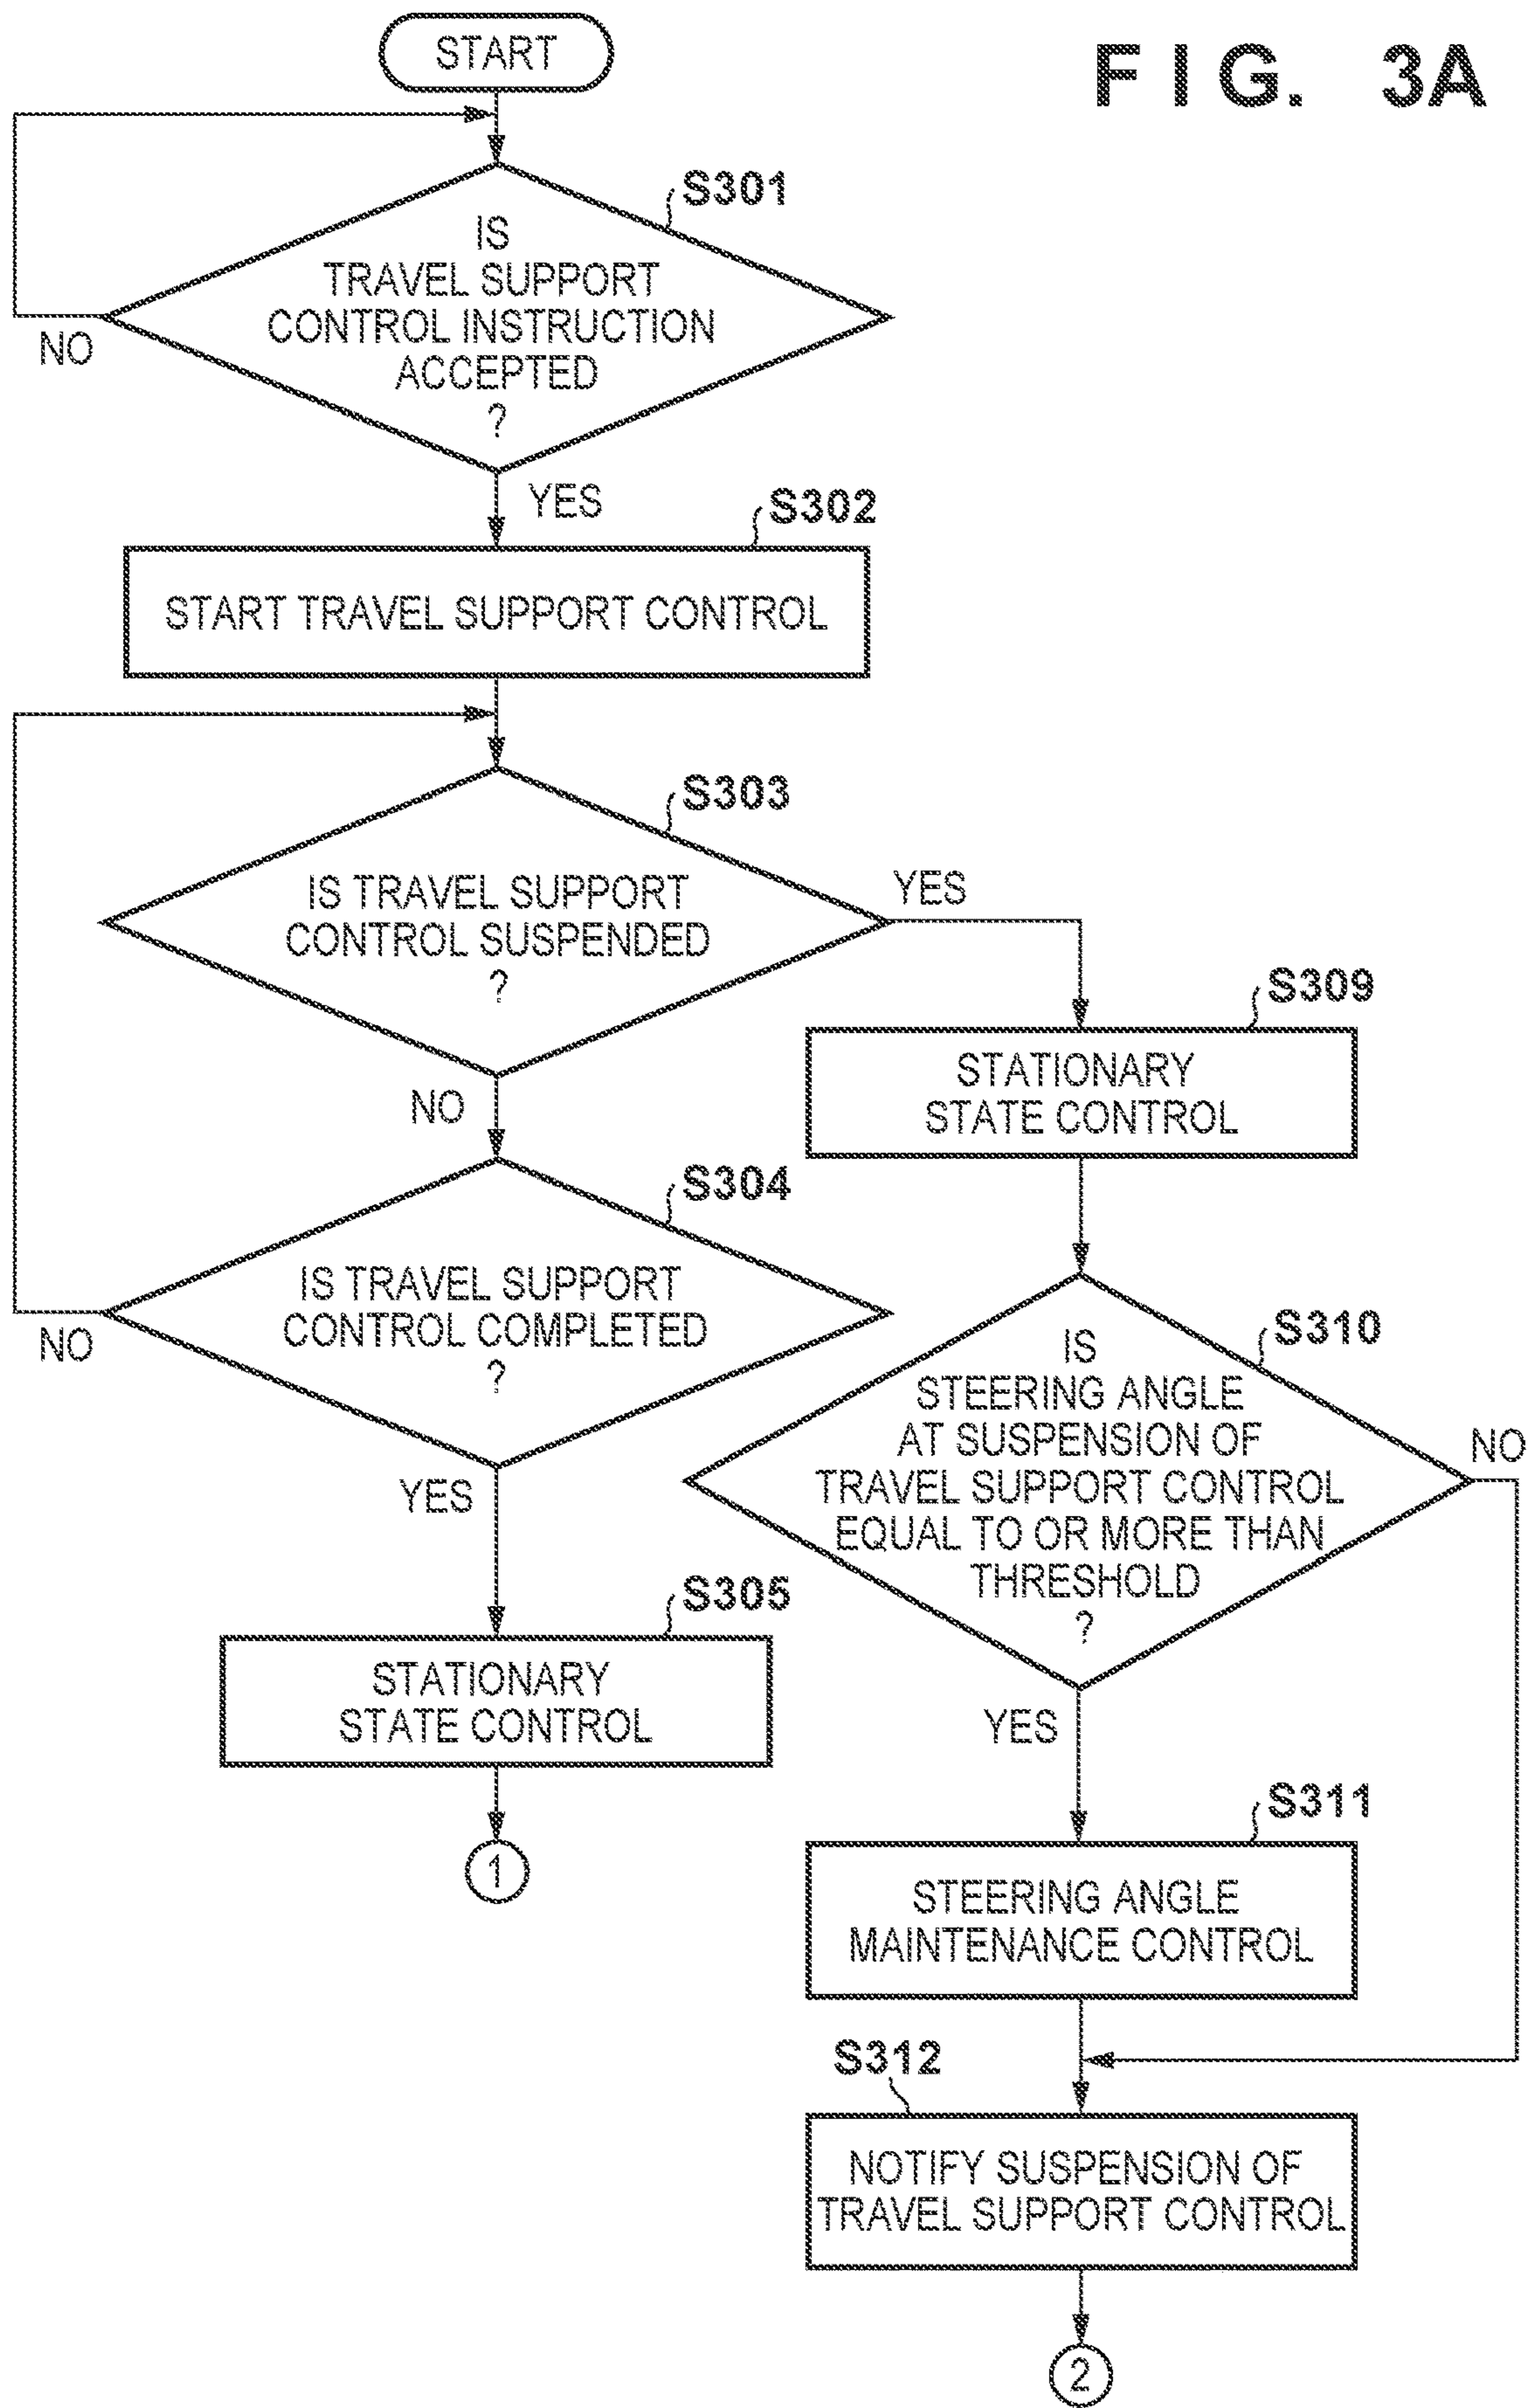 START
FIG. 3A
S301
IS
TRAVEL SUPPORT
CONTROL INSTRUCTION
ACCEPTED
?
NO
YES
S302
START TRAVEL SUPPORT CONTROL
S303
IS TRAVEL SUPPORT
CONTROL SUSPENDED
?
YES
NO
S309
STATIONARY
STATE CONTROL
S304
IS TRAVEL SUPPORT
CONTROL COMPLETED
?
NO
YES
S310
IS
STEERING ANGLE
AT SUSPENSION OF
TRAVEL SUPPORT CONTROL
EQUAL TO OR MORE THAN
THRESHOLD
?
NO
YES
S305
STATIONARY
STATE CONTROL
1
S311
STEERING ANGLE
MAINTENANCE CONTROL
S312
NOTIFY SUSPENSION OF
TRAVEL SUPPORT CONTROL
2